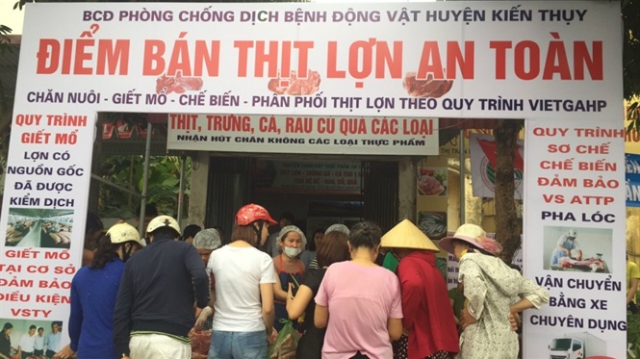 BCĐ PHÒNG CHỐNG DỊCH BỆNH ĐỘNG VẬT HUYỆN KIẾN THỤY
ĐIỂM BÁN THỊT LỢN AN TOÀN
CHĂN NUÔI - GIẾT MỔ - CHẾ BIẾN - PHÂN PHỐI THỊT LỢN THEO QUY TRÌNH VIETGAHP
THỊT, TRỨNG, CÁ, RAU CỦ QUẢ CÁC LOẠI
NHẬN HÚT CHÂN KHÔNG CÁC LOẠI THỰC PHẨM
QUY TRÌNH
GIẾT MỔ
LỢN CÓ
NGUỒN GỐC
ĐÃ ĐƯỢC
KIỂM DỊCH
GIẾT MỔ
TẠI CƠ SỞ
ĐẢM BẢO
ĐIỀU KIỆN
VSTY
QUY TRÌNH
SƠ CHẾ
CHẾ BIẾN
ĐẢM BẢO
VS ATTP
PHA LÓC
VẬN CHUYỂN
BẰNG XE
CHUYÊN DỤNG